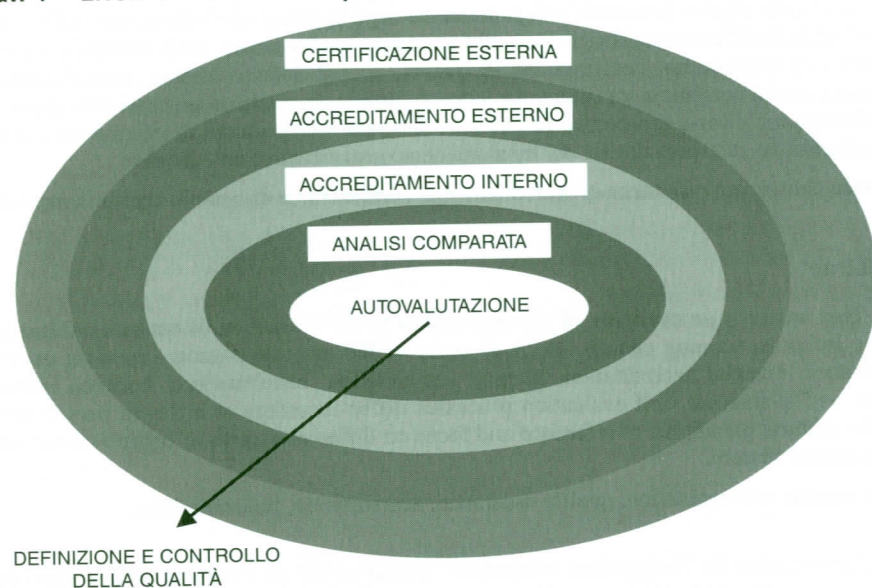 CERTIFICAZIONE ESTERNA
ACCREDITAMENTO ESTERNO
ACCREDITAMENTO INTERNO
ANALISI COMPARATA
AUTOVALUTAZIONE
DEFINIZIONE E CONTROLLO
DELLA QUALITÀ